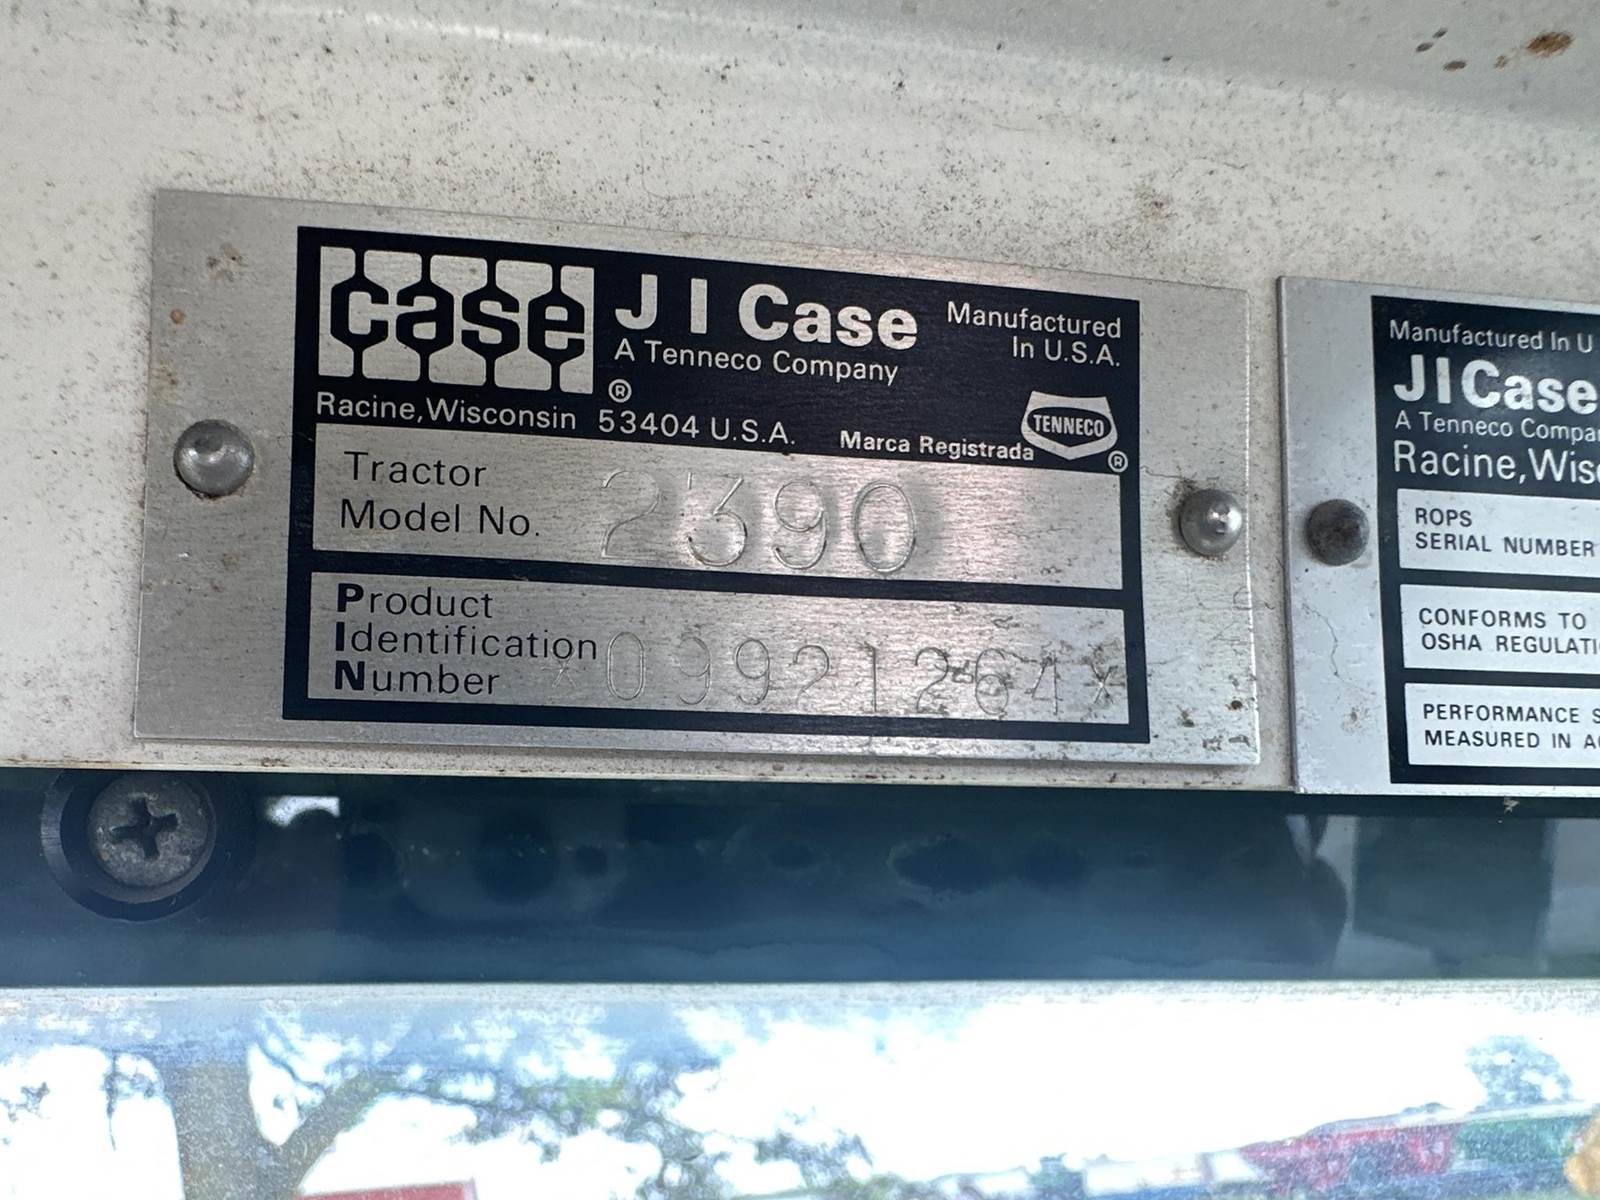 case
J I Case
Manufactured
In U.S.A.
A Tenneco Company
®
Racine, Wisconsin 53404 U.S.A.
Marca Registrada
TENNECO
®
Tractor
Model No. 2390
Product
Identification
Number *09921264*
Manufactured In U
J I Case
A Tenneco Compa
Racine, Wis
ROPS
SERIAL NUMBER
CONFORMS TO
OSHA REGULATI
PERFORMANCE S
MEASURED IN A